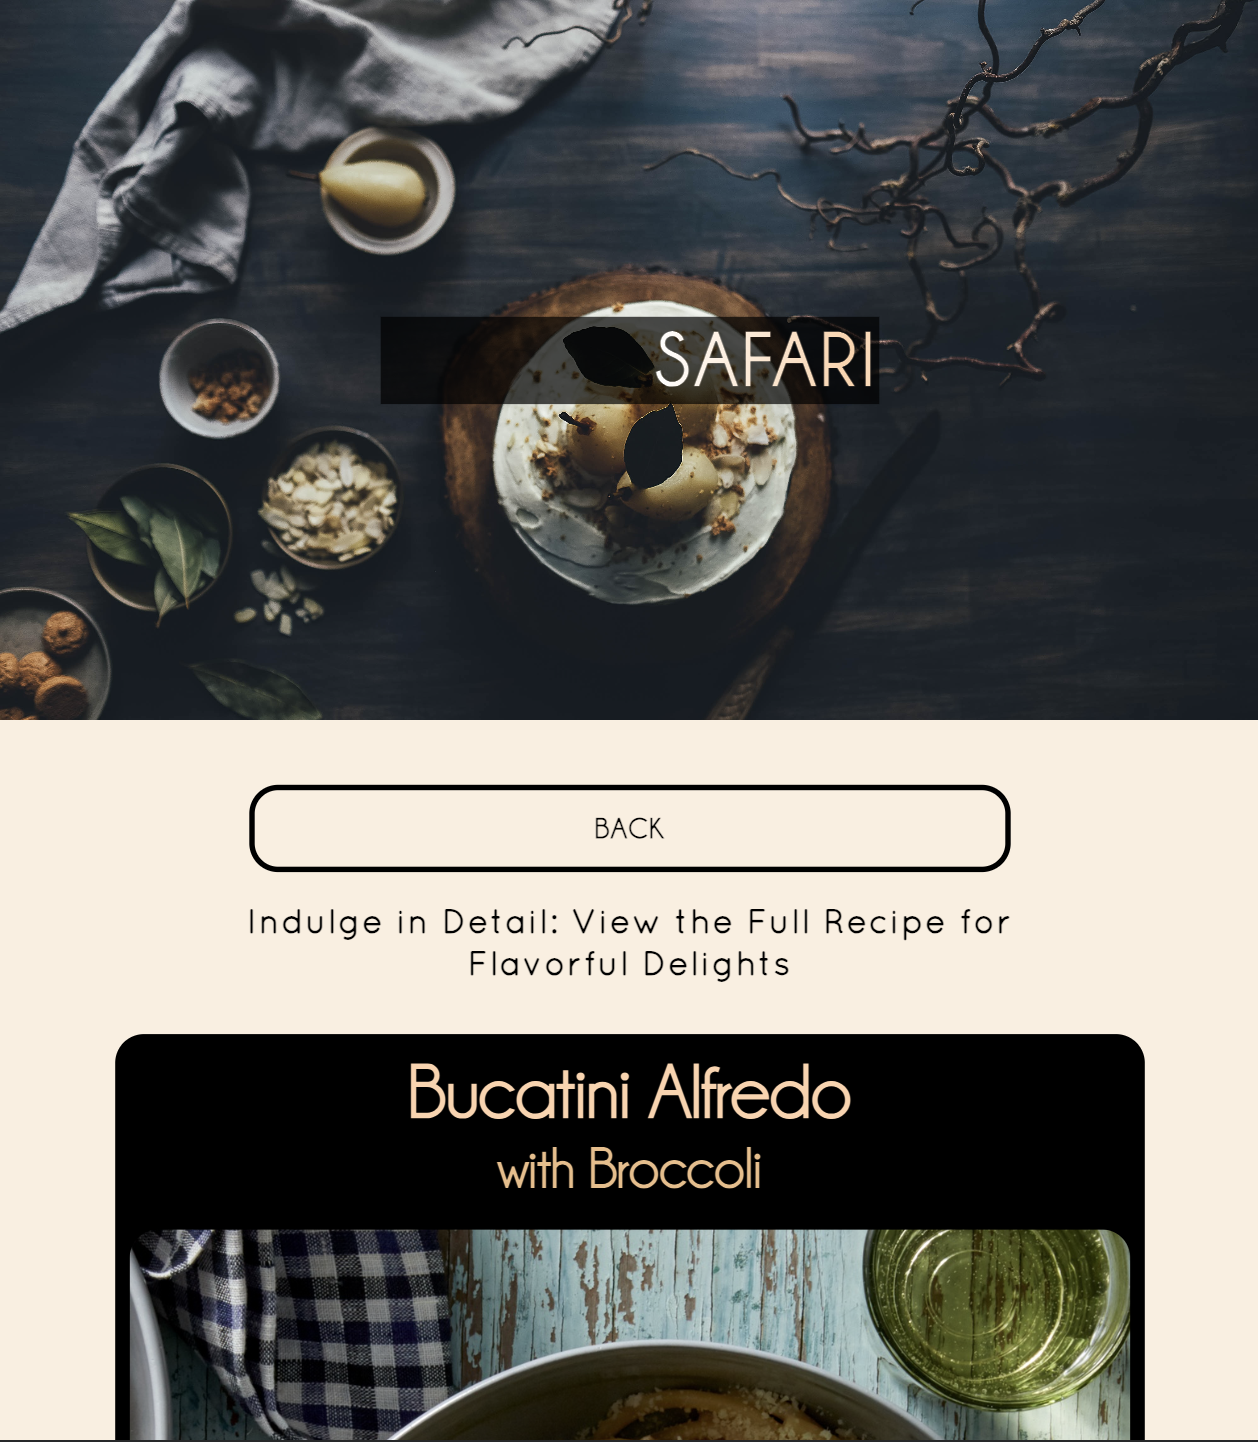 SAFARI
BACK
Indulge in Detail: View the Full Recipe for
Flavorful Delights
Bucatini Alfredo
with Broccoli